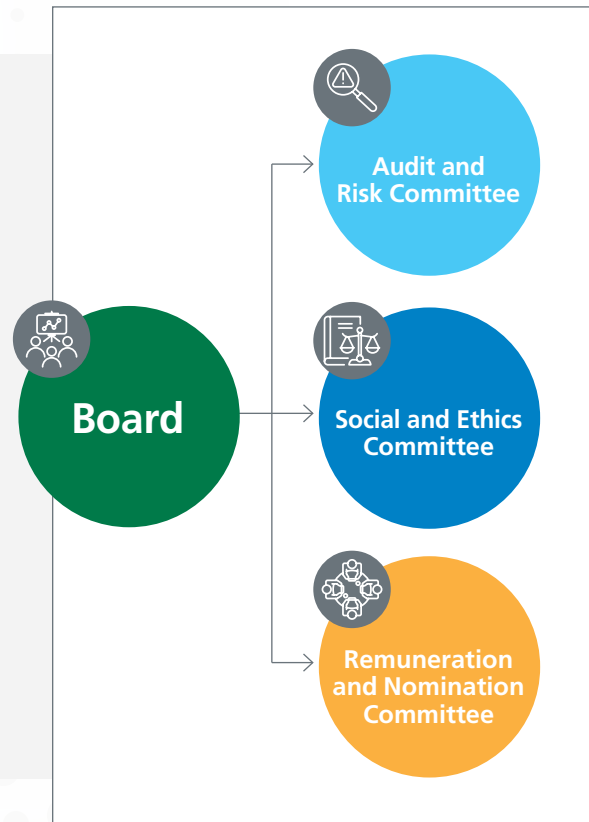 Audit and
Risk Committee
Board
Social and Ethics
Committee
Remuneration
and Nomination
Committee